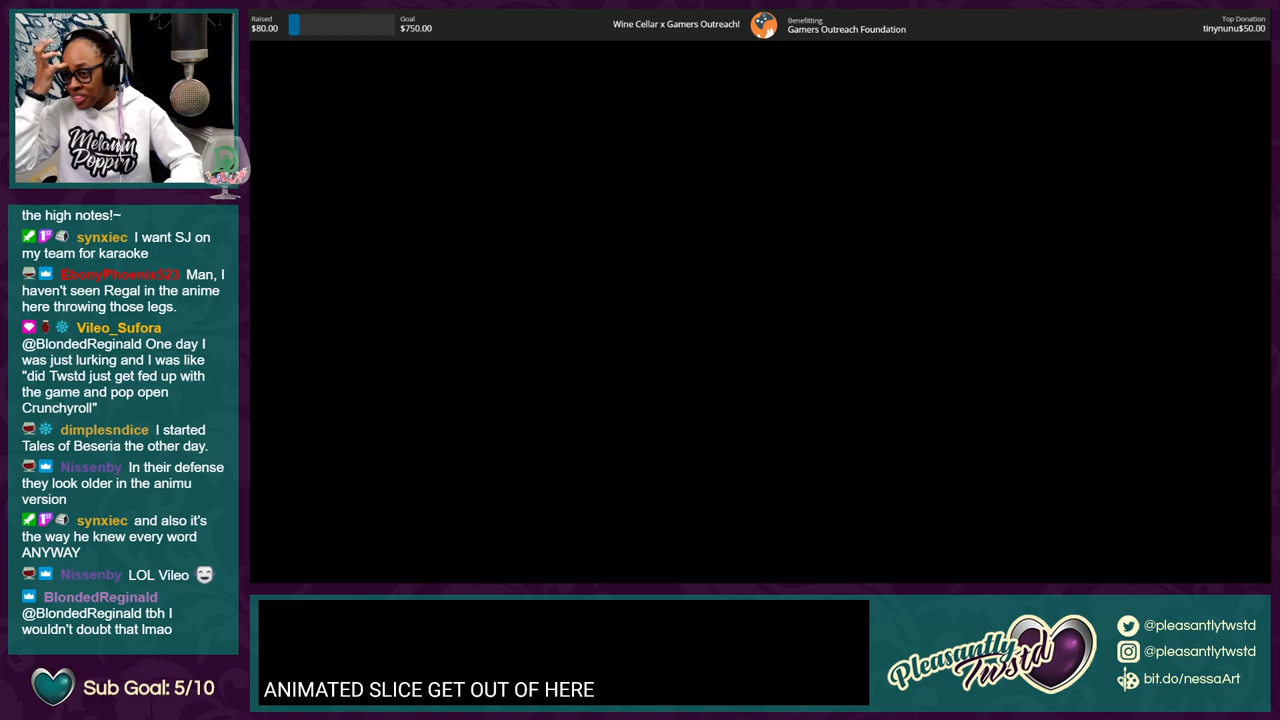 Raised
$80.00
Goal
$750.00
Wine Cellar x Gamers Outreach!
Benefitting
Gamers Outreach Foundation
Top Donation
tinynunu$50.00
Melanin
Poppin
the high notes!~
synxiec I want SJ on
my team for karaoke
EbonyPhoenix523 Man, I
haven't seen Regal in the anime
here throwing those legs.
Vileo_Sufora
@BlondedReginald One day I
was just lurking and I was like
"did Twstd just get fed up with
the game and pop open
Crunchyroll"
dimplesndice I started
Tales of Beseria the other day.
Nissenby In their defense
they look older in the animu
version
synxiec and also it's
the way he knew every word
ANYWAY
Nissenby LOL Vileo
BlondedReginald
@BlondedReginald tbh I
wouldn't doubt that lmao
Sub Goal: 5/10
ANIMATED SLICE GET OUT OF HERE
Pleasantly
Twstd
@pleasantlytwstd
@pleasantlytwstd
bit.do/nessaArt